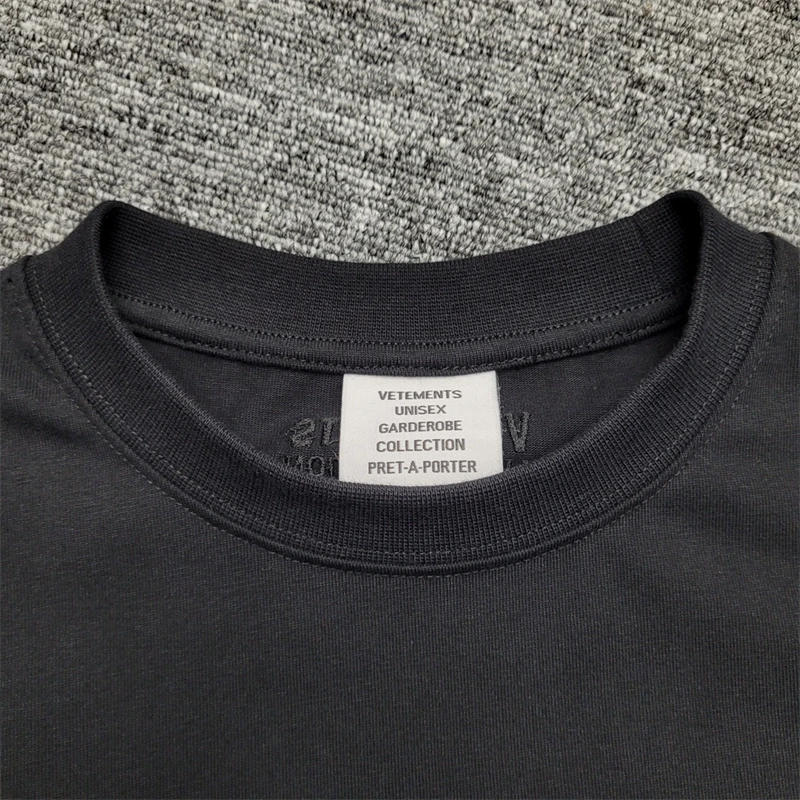 VETEMENTS
UNISEX
GARDEROBE
COLLECTION
PRET-A-PORTER